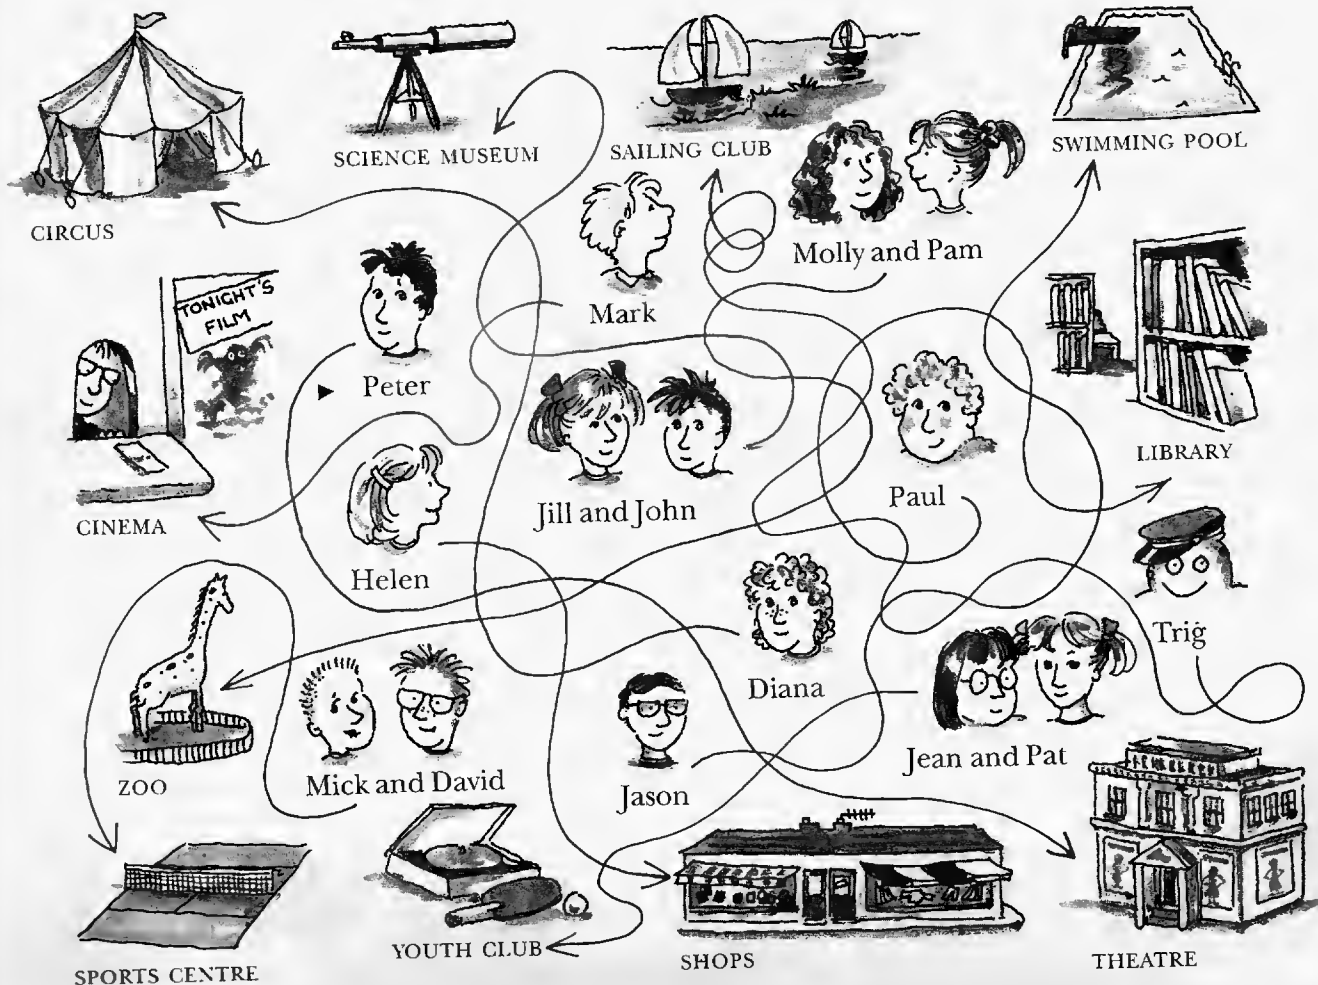 SCIENCE MUSEUM
SAILING CLUB
SWIMMING POOL
CIRCUS
Molly and Pam
TONIGHT'S
FILM
Mark
Peter
LIBRARY
Jill and John
Paul
CINEMA
Helen
Trig
Diana
ZOO
Mick and David
Jason
Jean and Pat
YOUTH CLUB
SHOPS
THEATRE
SPORTS CENTRE